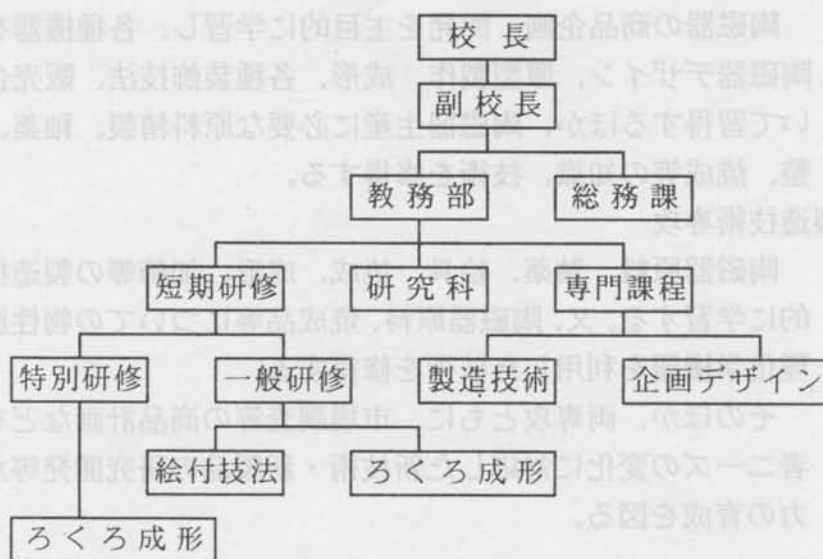 校長
副校長
教務部 総務課
短期研修 研究科 専門課程
特別研修 一般研修 製造技術 企画デザイン
絵付技法 ろくろ成形
ろくろ成形